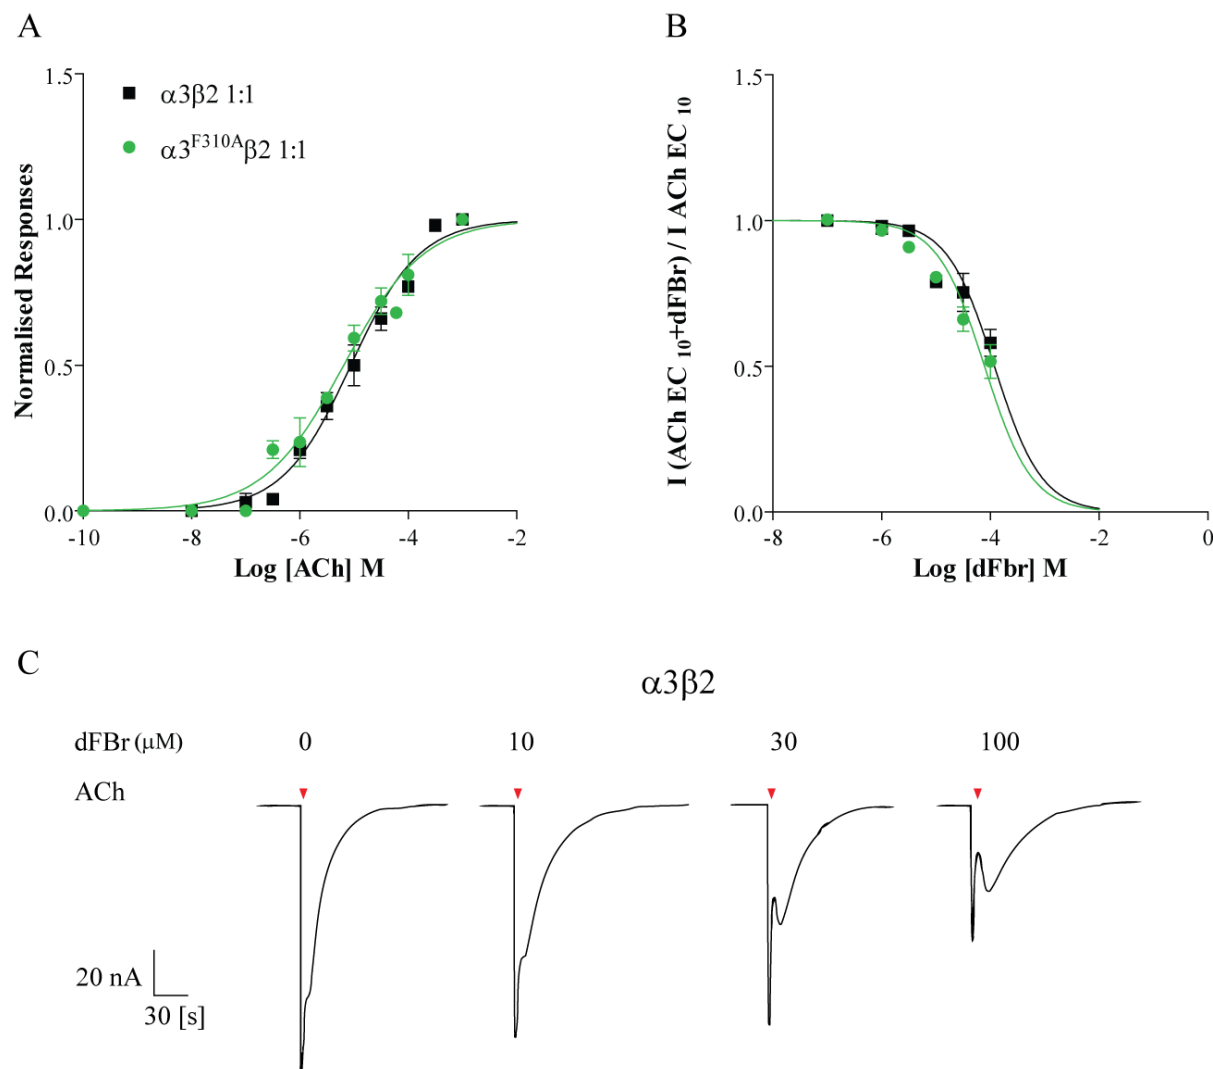 A
B
1.5
1.0
0.5
0.0
-10
-8
-6
-4
-2
Normalised Responses
Log [ACh] M
α3β2 1:1
α3F310Aβ2 1:1
1.5
1.0
0.5
0.0
-8
-6
-4
-2
0
I (ACh EC 10+dFBr) / I ACh EC 10
Log [dFbr] M
C
α3β2
dFBr (μM) 0 10 30 100
ACh
20 nA
30 [s]